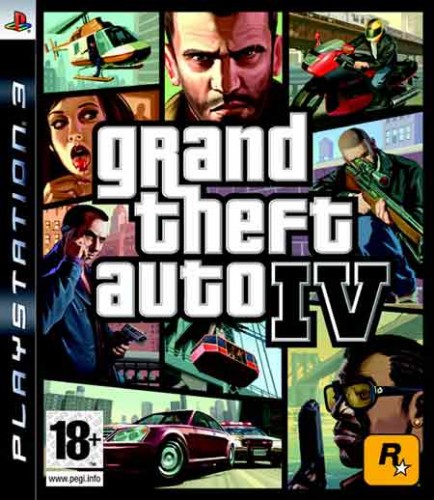 PLAYSTATION 3
grand
theft
auto IV
18+
www.pegi.info
R